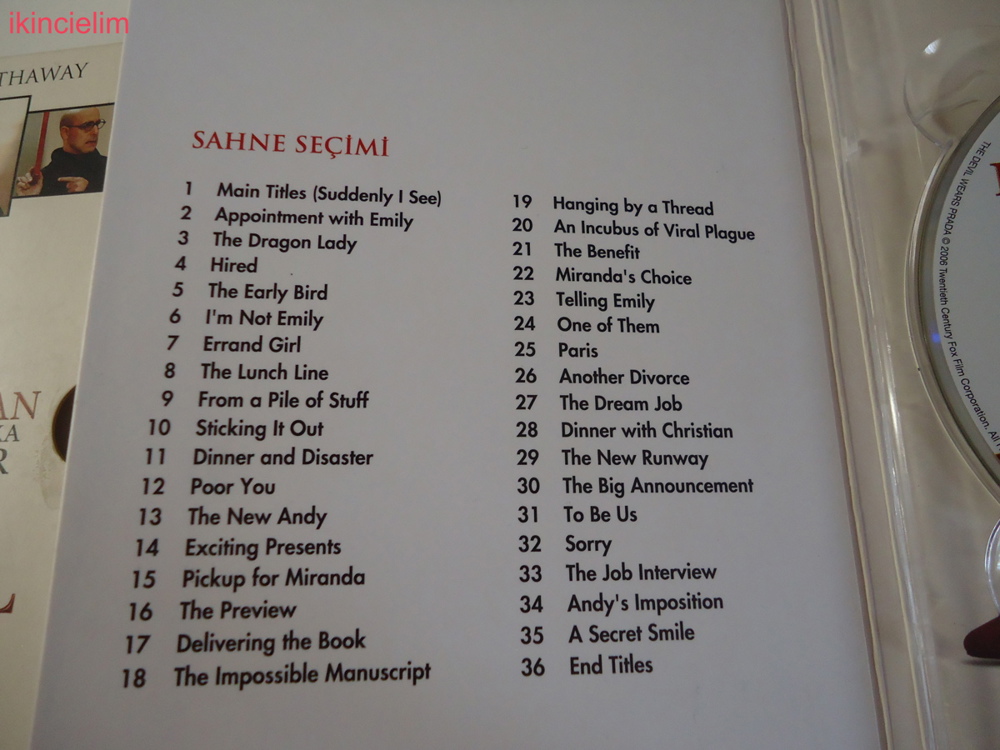 ikincielim
THAWAY
SAHNE SEÇİMİ
1 Main Titles (Suddenly I See)
2 Appointment with Emily
3 The Dragon Lady
4 Hired
5 The Early Bird
6 I'm Not Emily
7 Errand Girl
8 The Lunch Line
9 From a Pile of Stuff
10 Sticking It Out
11 Dinner and Disaster
12 Poor You
13 The New Andy
14 Exciting Presents
15 Pickup for Miranda
16 The Preview
17 Delivering the Book
18 The Impossible Manuscript
19 Hanging by a Thread
20 An Incubus of Viral Plague
21 The Benefit
22 Miranda's Choice
23 Telling Emily
24 One of Them
25 Paris
26 Another Divorce
27 The Dream Job
28 Dinner with Christian
29 The New Runway
30 The Big Announcement
31 To Be Us
32 Sorry
33 The Job Interview
34 Andy's Imposition
35 A Secret Smile
36 End Titles
THE DEVIL WEARS PRADA © 2006 Twentieth Century Fox Film Corporation. All